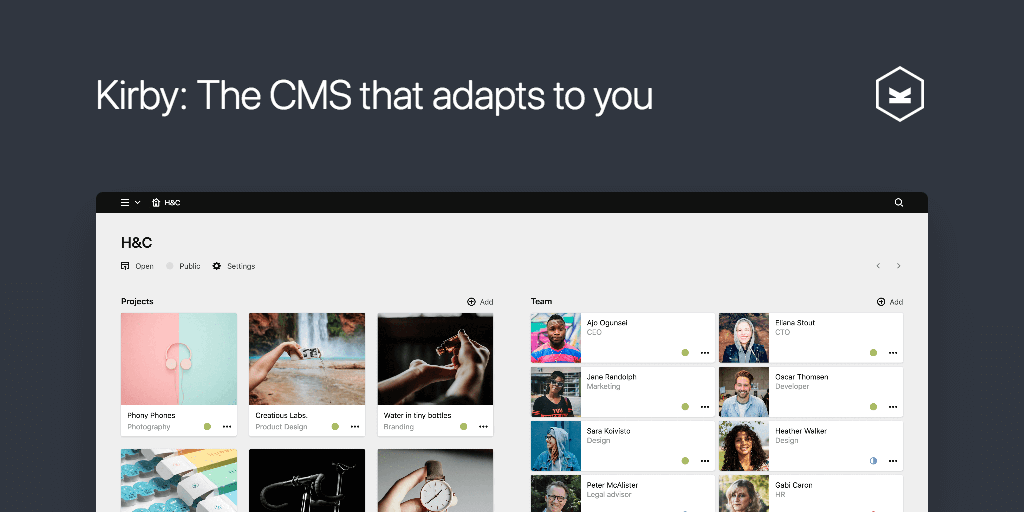 Kirby: The CMS that adapts to you
H&C
H&C
Open Public Settings
Projects
Add
Phony Phones
Photography
Creatious Labs.
Product Design
Water in tiny bottles
Branding
Team
Add
Ajo Ogunsei
CEO
Eliana Stout
CTO
Jane Rendolph
Marketing
Oscar Thomsen
Developer
Sara Koivisto
Design
Heather Walker
Design
Peter McAlister
Legal advisor
Gabi Caron
HR